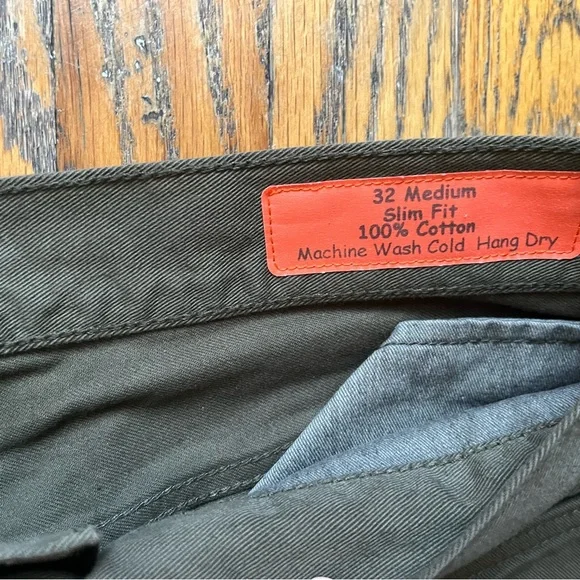 32 Medium
Slim Fit
100% Cotton
Machine Wash Cold Hang Dry